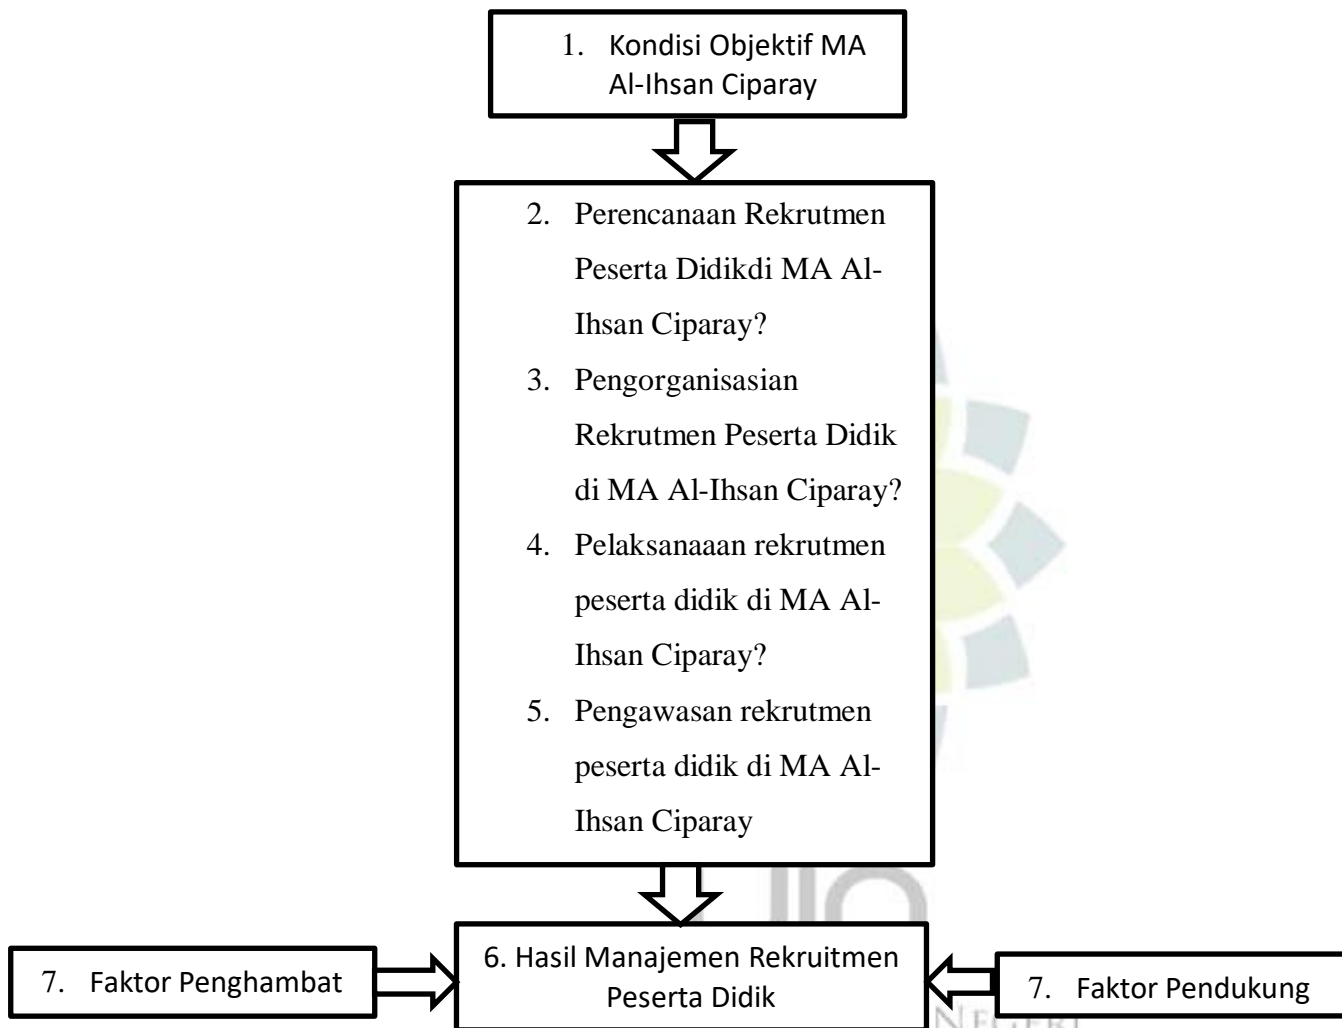 1. Kondisi Objektif MA
Al-Ihsan Ciparay
2. Perencanaan Rekrutmen
Peserta Didikdi MA Al-
Ihsan Ciparay?
3. Pengorganisasian
Rekrutmen Peserta Didik
di MA Al-Ihsan Ciparay?
4. Pelaksanaaan rekrutmen
peserta didik di MA Al-
Ihsan Ciparay?
5. Pengawasan rekrutmen
peserta didik di MA Al-
Ihsan Ciparay
7. Faktor Penghambat
6. Hasil Manajemen Rekruitmen
Peserta Didik
7. Faktor Pendukung